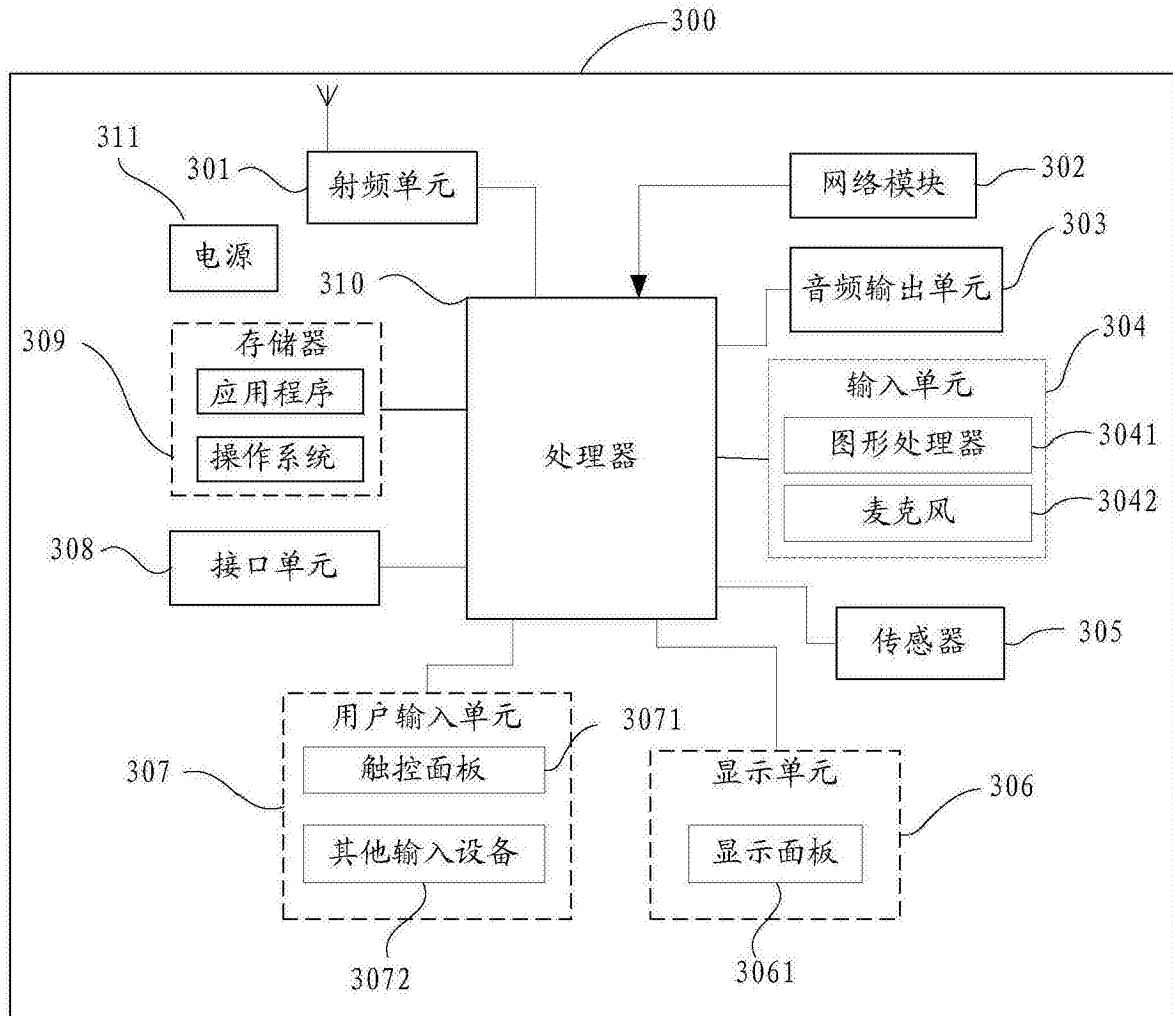 300
311
301
射频单元
网络模块
302
电源
303
音频输出单元
310
309
存储器
应用程序
操作系统
304
输入单元
图形处理器
3041
麦克风
3042
处理器
308
接口单元
传感器
305
用户输入单元
3071
触控面板
307
其他输入设备
3072
显示单元
306
显示面板
3061